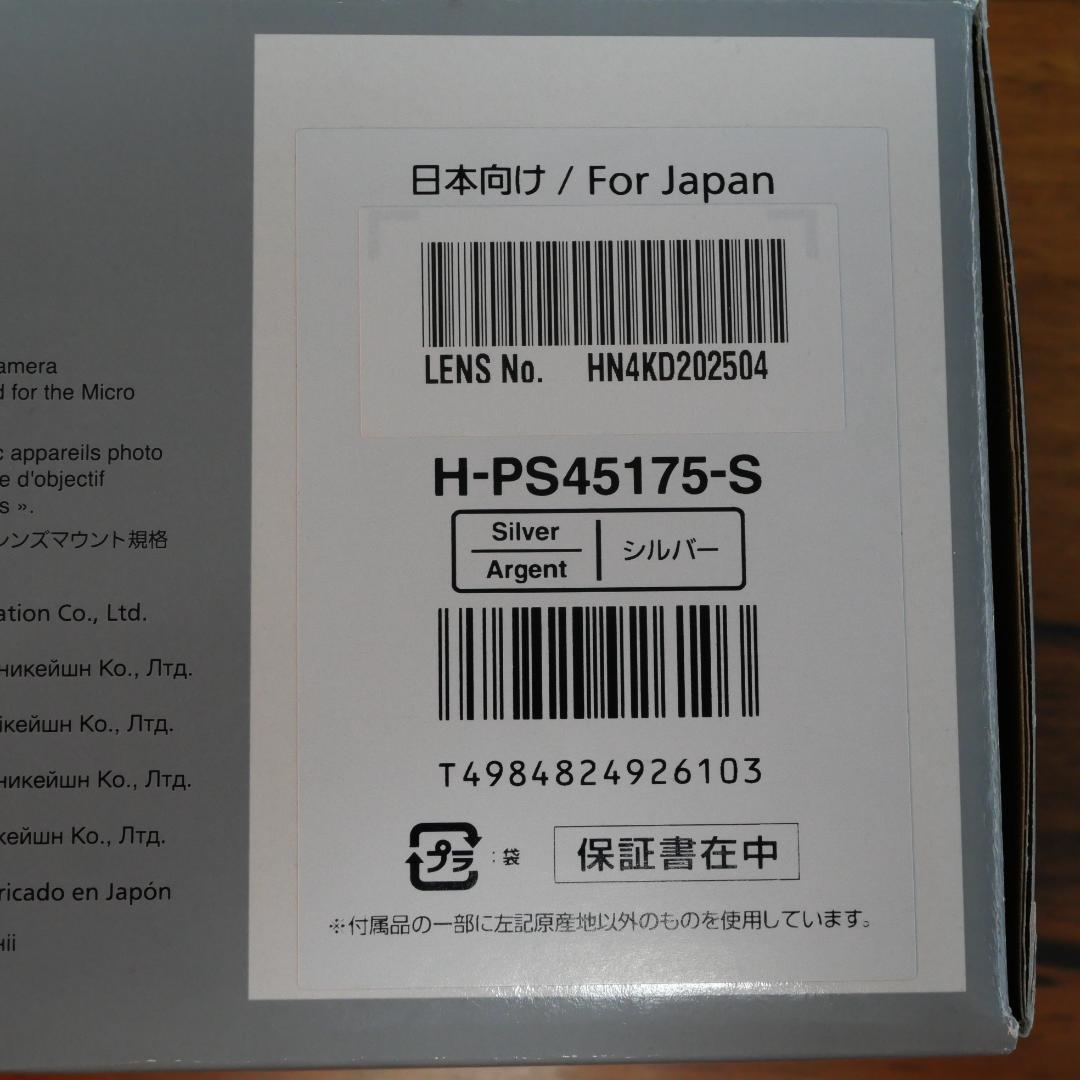 amera
d for the Micro
c appareils photo
e d'objectif
s ».
レンズマウント規格
ation Co., Ltd.
никейшн Ко., Лтд.
ікейшн Ко., Лтд.
никейшн Ко., Лтд.
кейшн Ко., Лтд.
ricado en Japón
нii
日本向け / For Japan
LENS No. HN4KD202504
H-PS45175-S
Silver
Argent
シルバー
T4984824926103
プラ : 袋
保証書在中
※付属品の一部に左記原産地以外のものを使用しています。